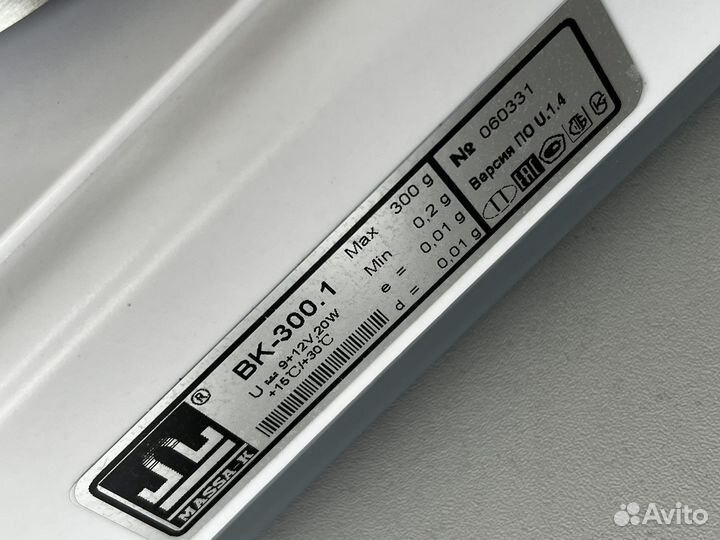 MASSA-K
®
ВК-300.1
U ⎓ 9÷12V,20W
+15℃/+30℃
Max 300 g
Min 0,2 g
e = 0,01 g
d = 0,01 g
№ 060331
Версия ПО U.1.4
EAC
Avito